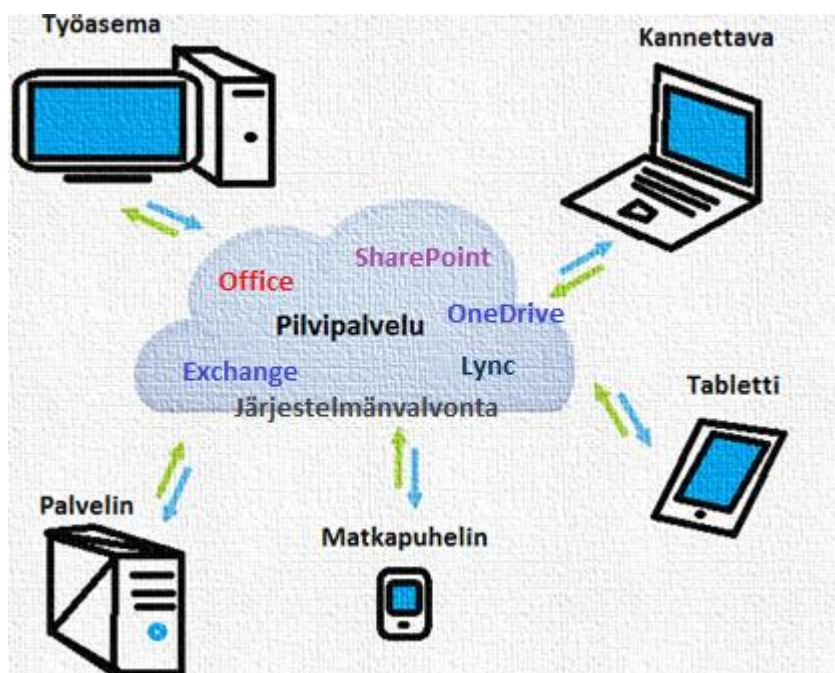 Työasema
Kannettava
SharePoint
Office
OneDrive
Pilvipalvelu
Lync
Exchange
Järjestelmänvalvonta
Tabletti
Palvelin
Matkapuhelin